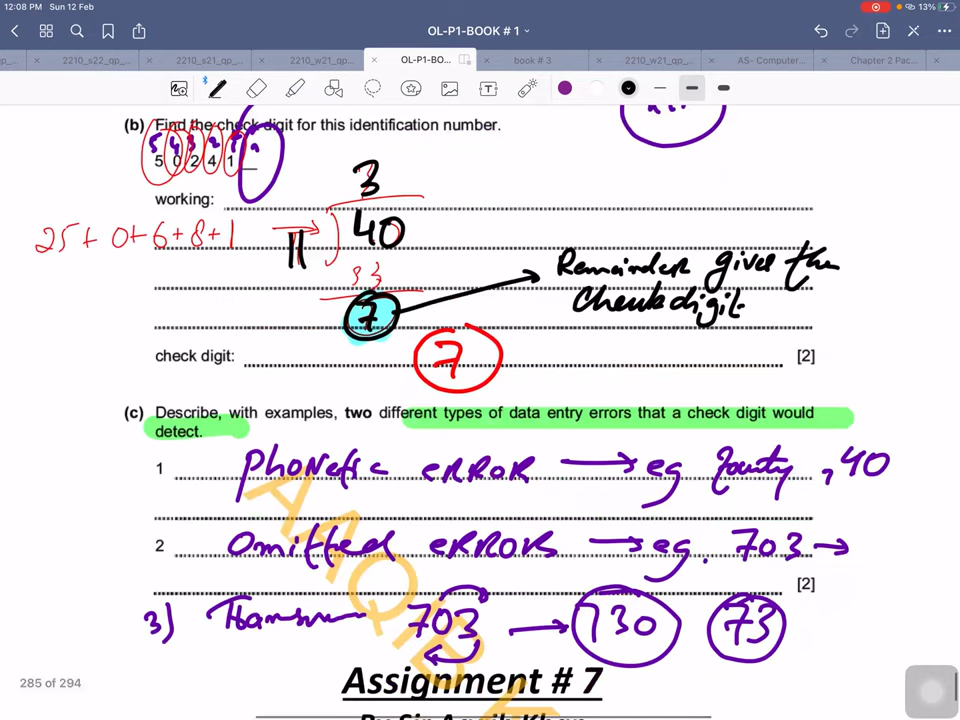 12:08 PM Sun 12 Feb
13%
OL-P1-BOOK # 1
2210_s22_qp_...
2210_s21_qp_...
2210_w21_qp...
OL-P1-BO...
book # 3
2210_w21_qp...
AS- Computer...
Chapter 2 Pac...
(b) Find the check digit for this identification number.
5 4 3 2 1
5 0 2 4 1 __
working:
3
25 + 0 + 6 + 8 + 1 → 11 ) 40
33
7 → Remainder gives the
Check digit
check digit: 7 [2]
(c) Describe, with examples, two different types of data entry errors that a check digit would
detect.
1 Phonetic ERROR → eg , 40
2 Omitted ERRORS → eg. 703 →
[2]
3) 703 → 730 73
Assignment # 7
285 of 294
AAQIB K